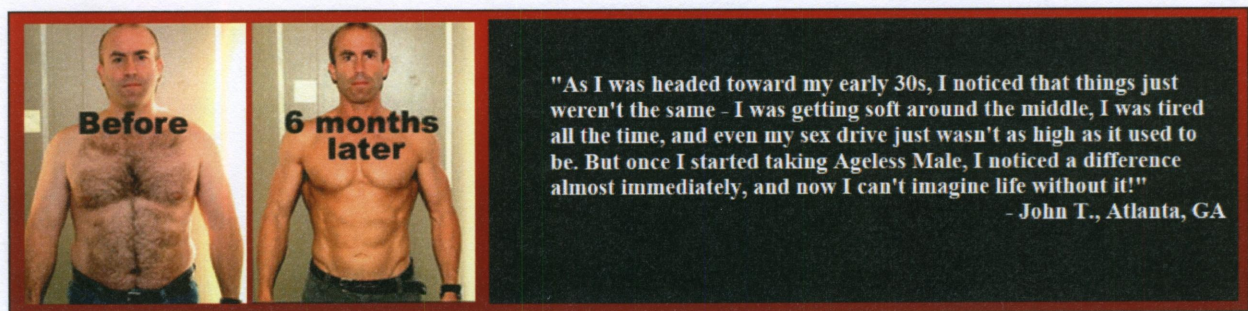 Before
6 months
later
"As I was headed toward my early 30s, I noticed that things just
weren't the same - I was getting soft around the middle, I was tired
all the time, and even my sex drive just wasn't as high as it used to
be. But once I started taking Ageless Male, I noticed a difference
almost immediately, and now I can't imagine life without it!"
- John T., Atlanta, GA